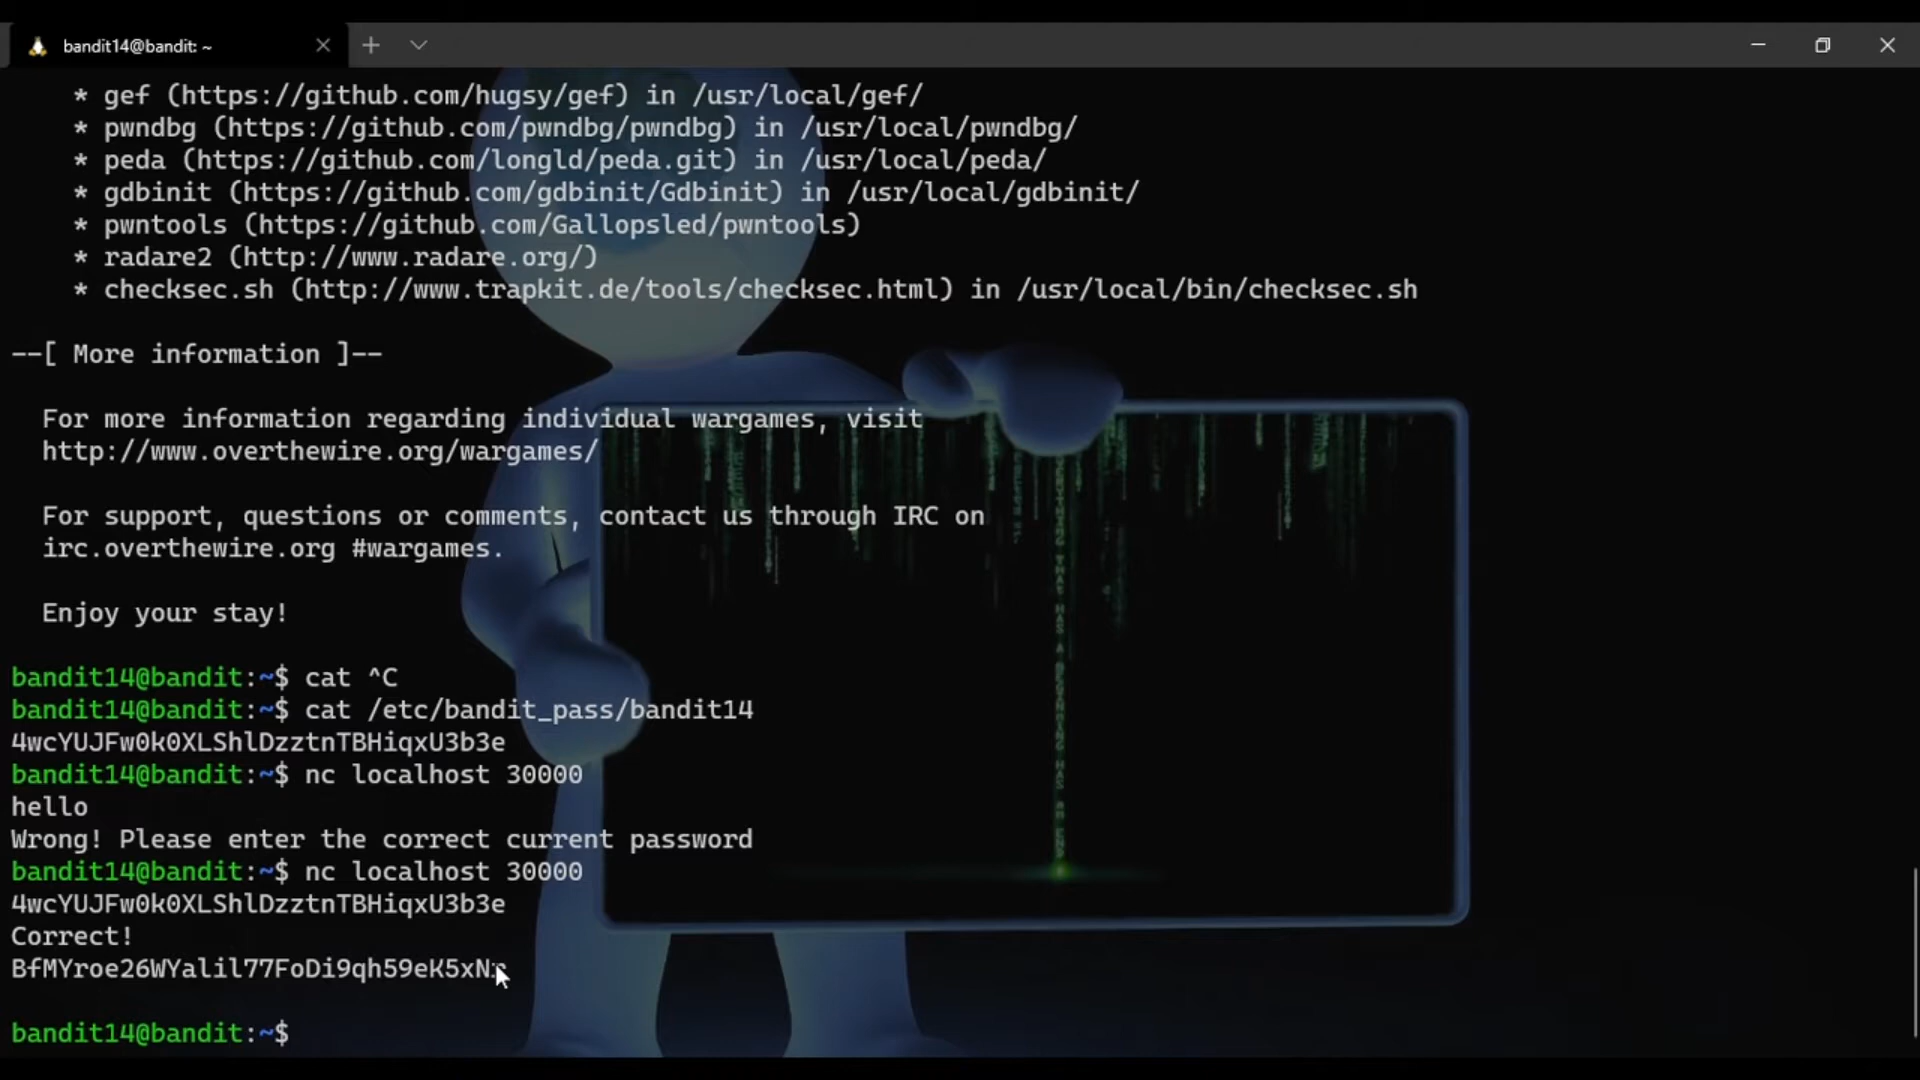 bandit14@bandit: ~
* gef (https://github.com/hugsy/gef) in /usr/local/gef/
* pwndbg (https://github.com/pwndbg/pwndbg) in /usr/local/pwndbg/
* peda (https://github.com/longld/peda.git) in /usr/local/peda/
* gdbinit (https://github.com/gdbinit/Gdbinit) in /usr/local/gdbinit/
* pwntools (https://github.com/Gallopsled/pwntools)
* radare2 (http://www.radare.org/)
* checksec.sh (http://www.trapkit.de/tools/checksec.html) in /usr/local/bin/checksec.sh
--[ More information ]--
For more information regarding individual wargames, visit
http://www.overthewire.org/wargames/
For support, questions or comments, contact us through IRC on
irc.overthewire.org #wargames.
Enjoy your stay!
bandit14@bandit:~$ cat ^C
bandit14@bandit:~$ cat /etc/bandit_pass/bandit14
4wcYUJFw0k0XLShlDzztnTBHiqxU3b3e
bandit14@bandit:~$ nc localhost 30000
hello
Wrong! Please enter the correct current password
bandit14@bandit:~$ nc localhost 30000
4wcYUJFw0k0XLShlDzztnTBHiqxU3b3e
Correct!
bandit14@bandit:~$